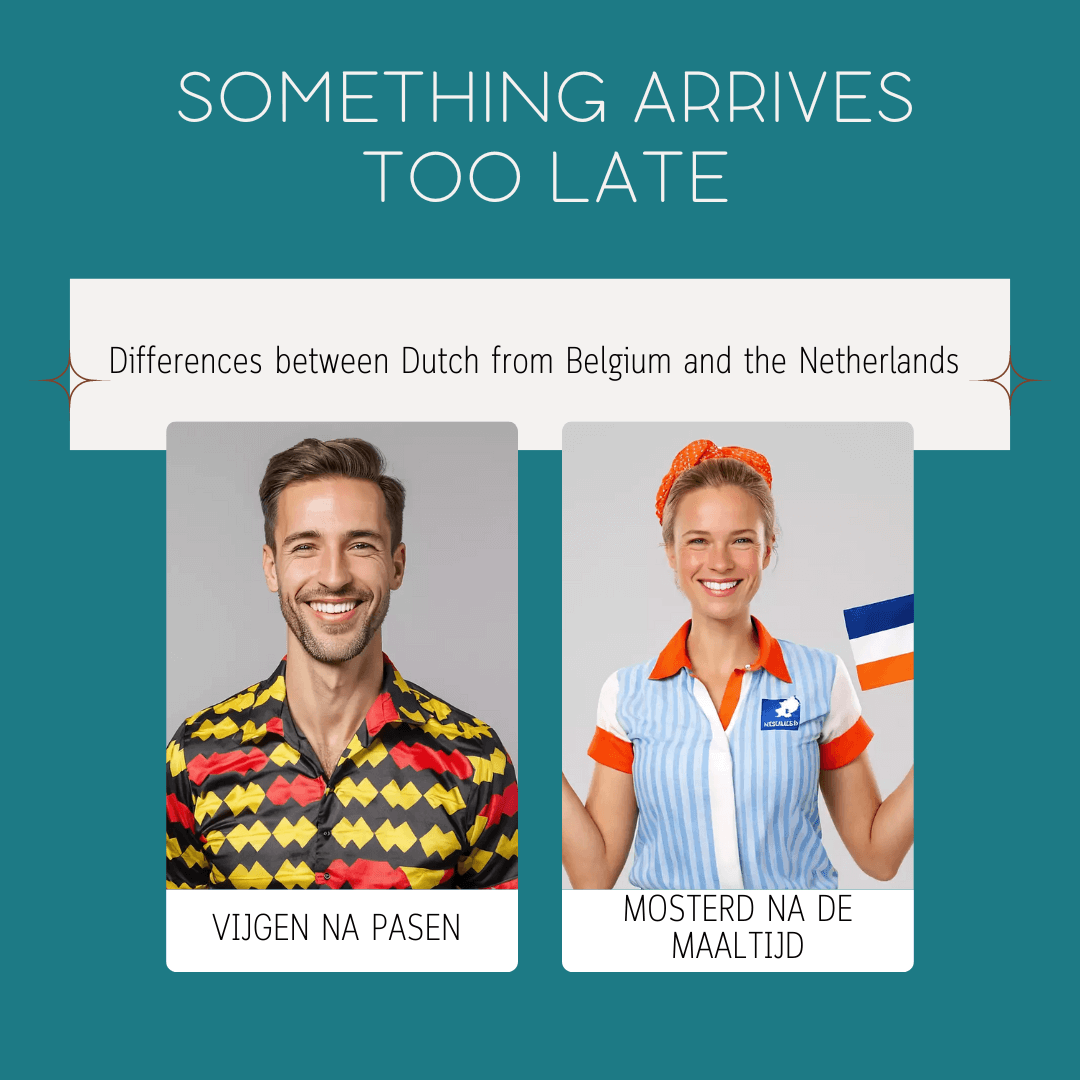 SOMETHING ARRIVES
TOO LATE
Differences between Dutch from Belgium and the Netherlands
VIJGEN NA PASEN
MOSTERD NA DE
MAALTIJD